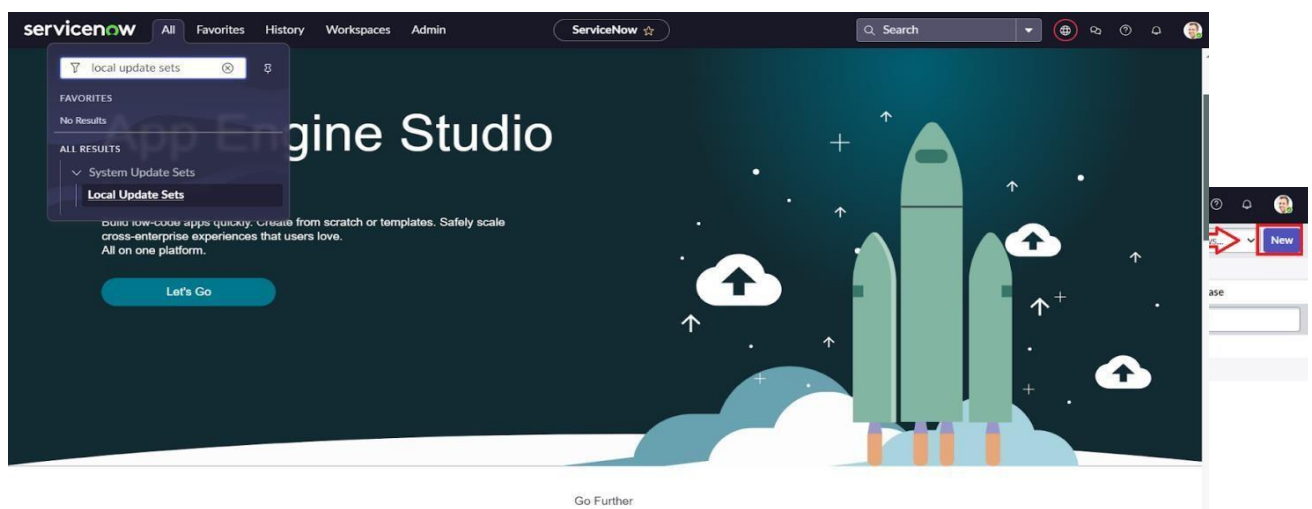 servicenow All Favorites History Workspaces Admin ServiceNow Search
local update sets
FAVORITES
No Results
ALL RESULTS
System Update Sets
Local Update Sets
App Engine Studio
Build low-code apps quickly. Create from scratch or templates. Safely scale
cross-enterprise experiences that users love.
All on one platform.
Let's Go
Go Further
New
ase